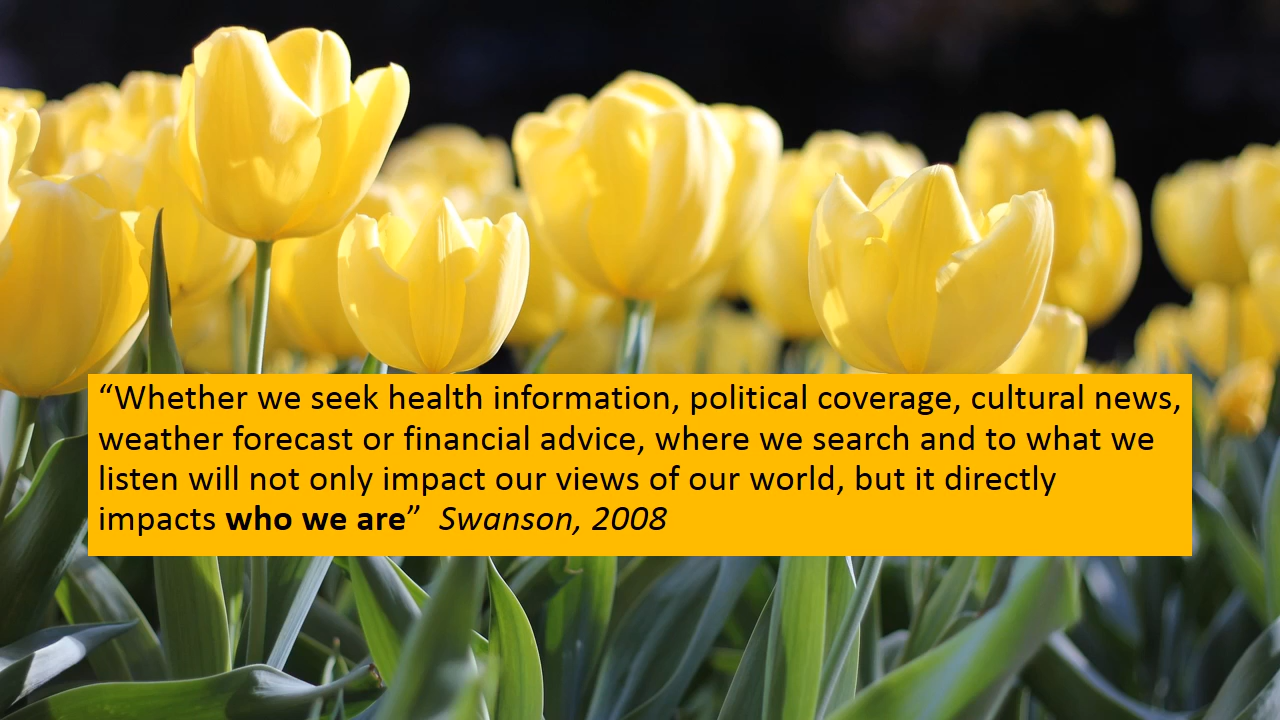 “Whether we seek health information, political coverage, cultural news,
weather forecast or financial advice, where we search and to what we
listen will not only impact our views of our world, but it directly
impacts who we are” Swanson, 2008